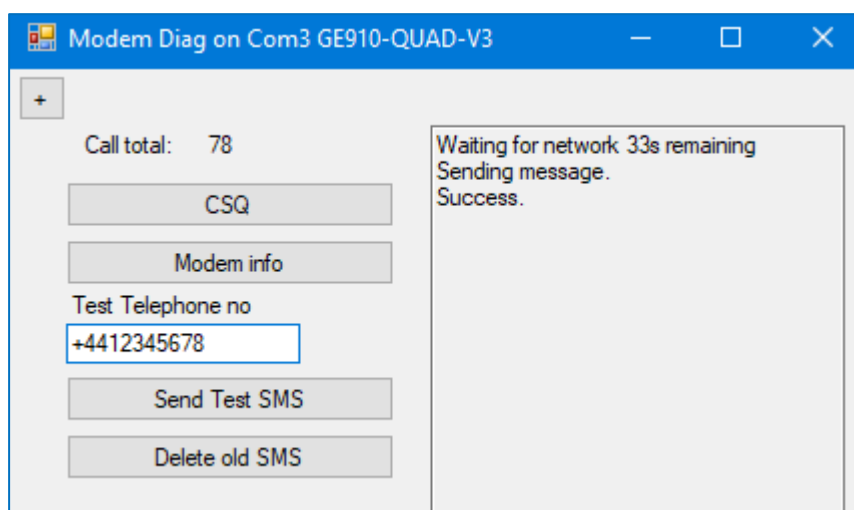 Modem Diag on Com3 GE910-QUAD-V3
+
Call total: 78
CSQ
Modem info
Test Telephone no
+4412345678
Send Test SMS
Delete old SMS
Waiting for network 33s remaining
Sending message.
Success.